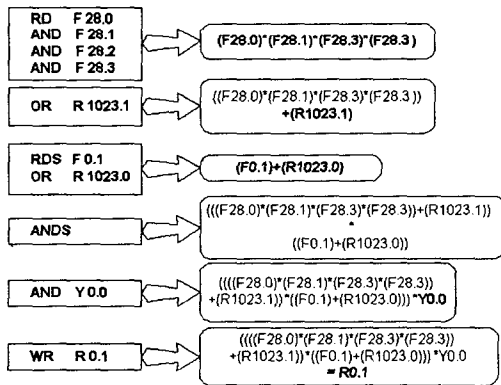 RD F 28.0
AND F 28.1
AND F 28.2
AND F 28.3
(F28.0)*(F28.1)*(F28.3)*(F28.3)
OR R 1023.1
((F28.0)*(F28.1)*(F28.3)*(F28.3))
+(R1023.1)
RDS F 0.1
OR R 1023.0
(F0.1)+(R1023.0)
ANDS
(((F28.0)*(F28.1)*(F28.3)*(F28.3))+(R1023.1))
*
((F0.1)+(R1023.0))
AND Y 0.0
((((F28.0)*(F28.1)*(F28.3)*(F28.3))
+(R1023.1))*((F0.1)+(R1023.0)))*Y0.0
WR R 0.1
((((F28.0)*(F28.1)*(F28.3)*(F28.3))
+(R1023.1))*((F0.1)+(R1023.0)))*Y0.0
= R0.1